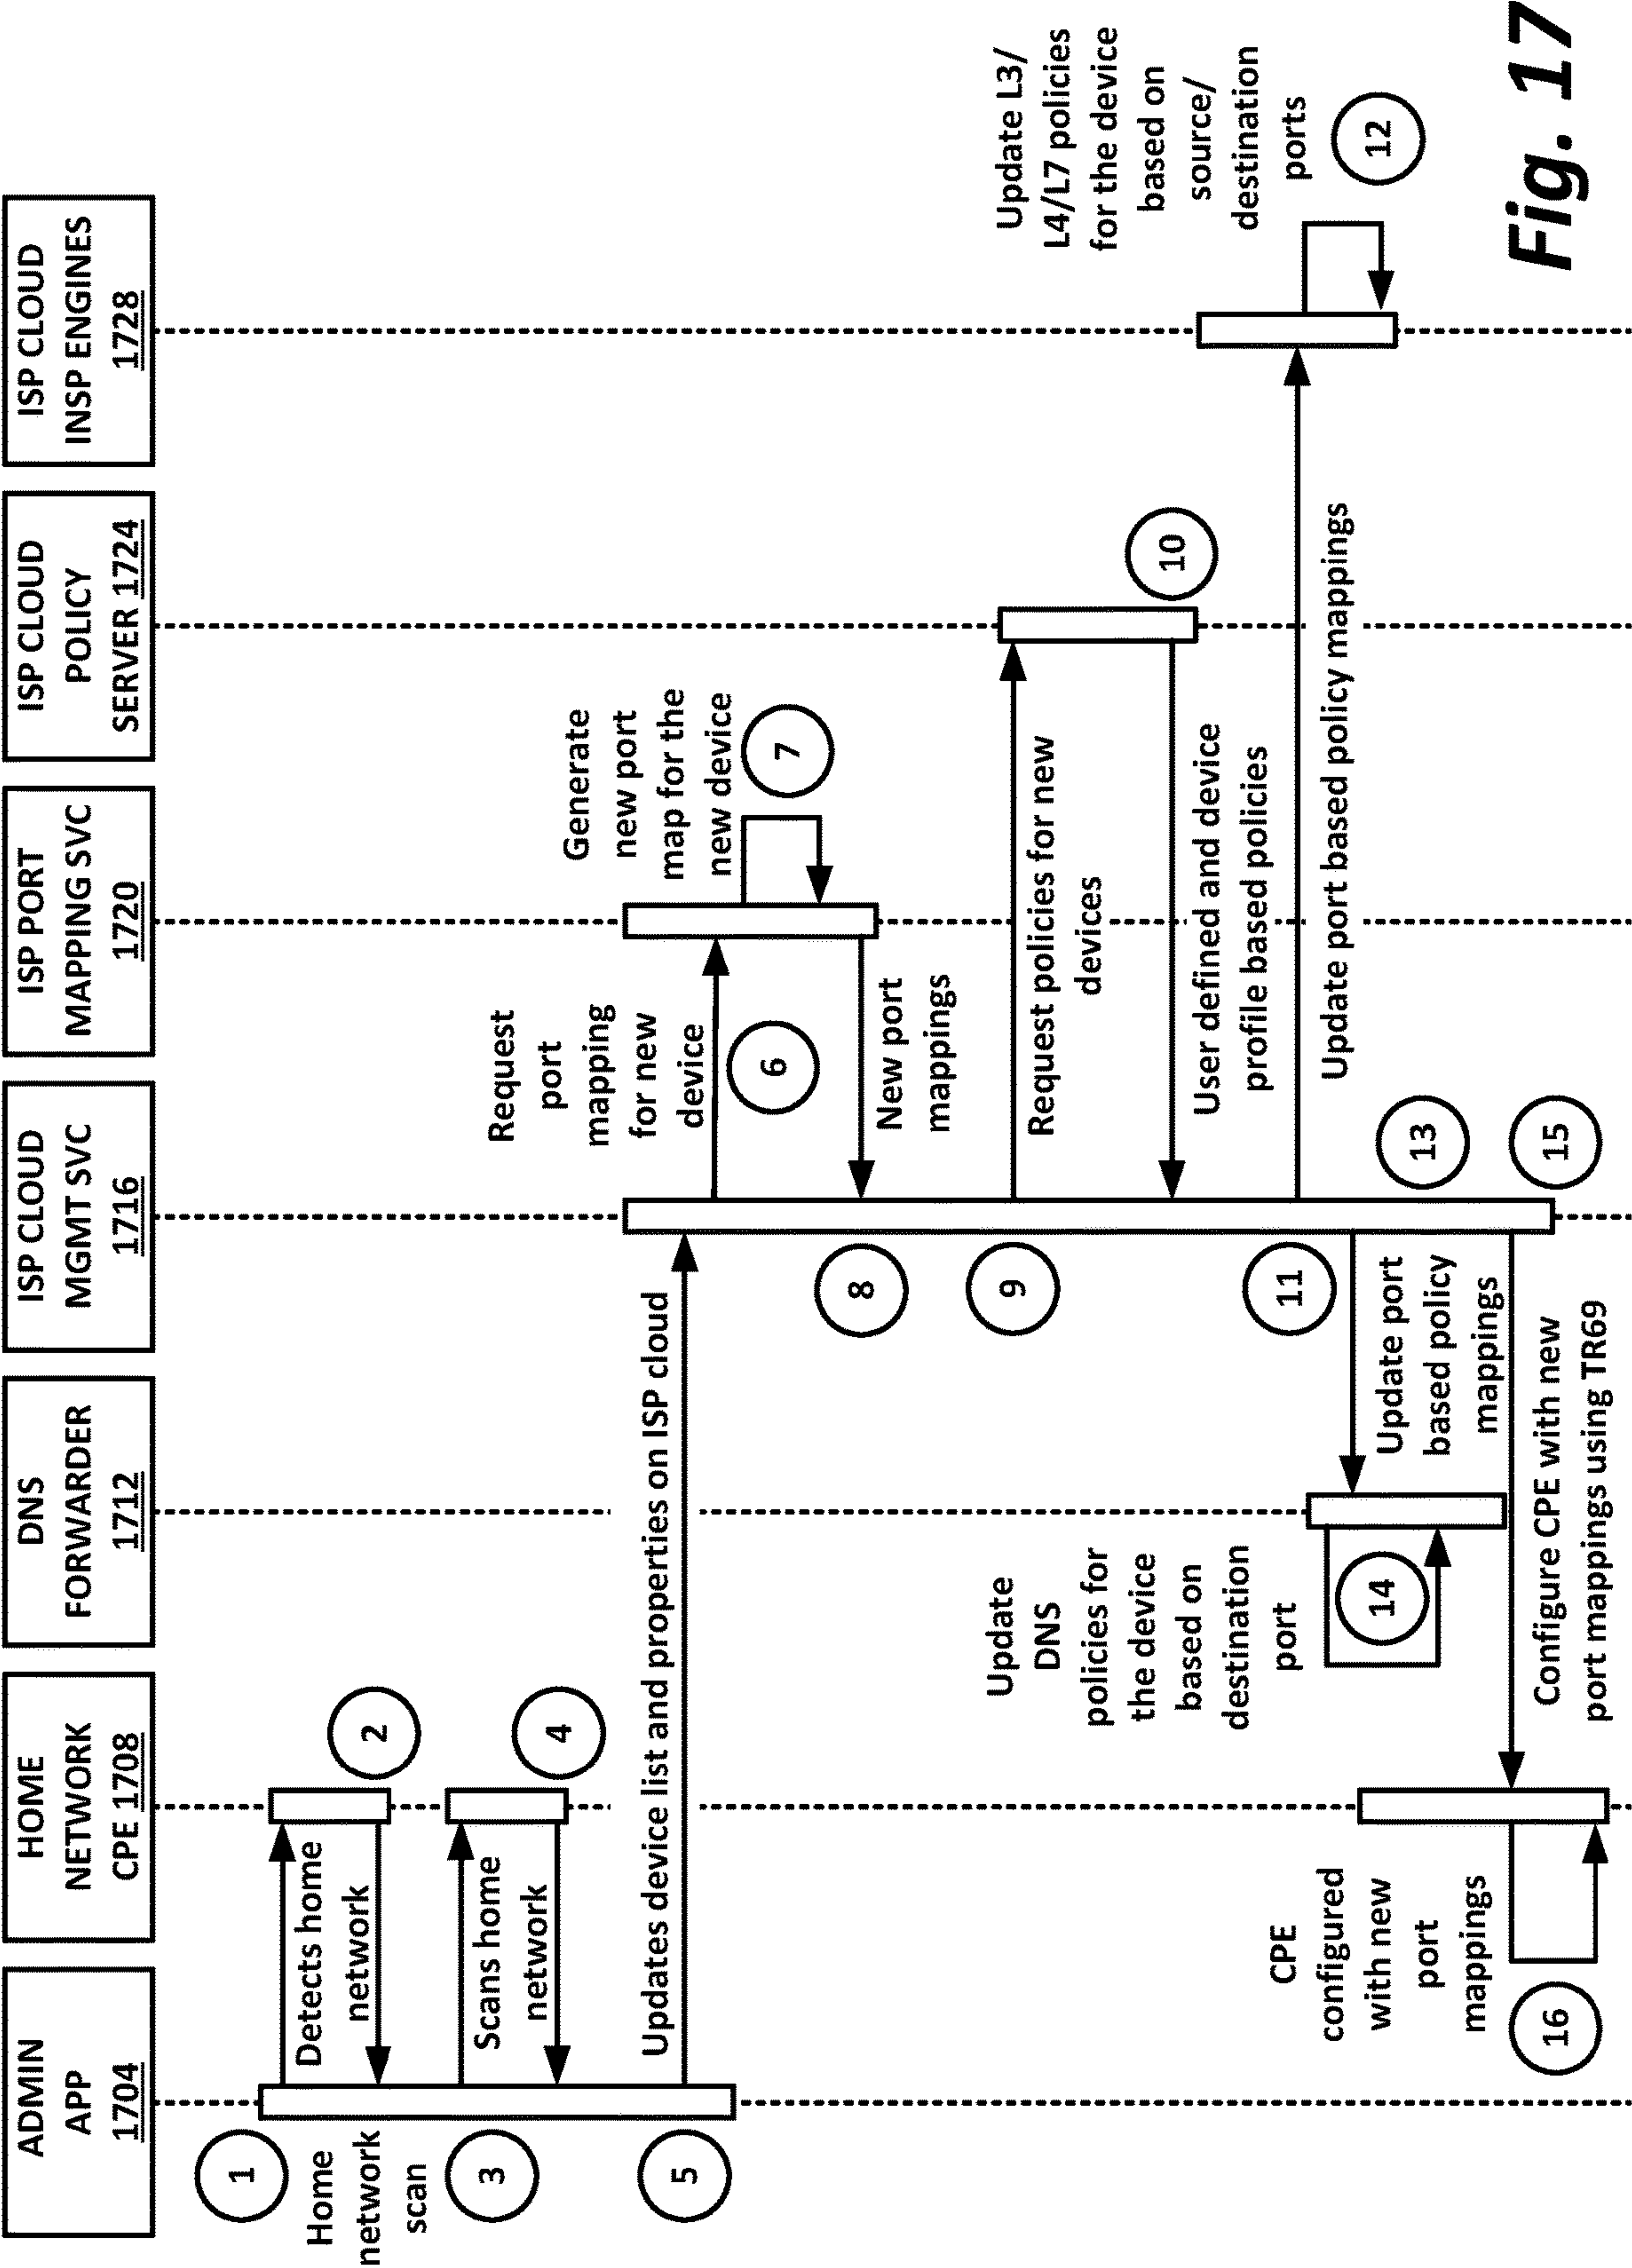 ADMIN
APP
1704
HOME
NETWORK
CPE 1708
DNS
FORWARDER
1712
ISP CLOUD
MGMT SVC
1716
ISP PORT
MAPPING SVC
1720
ISP CLOUD
POLICY
SERVER 1724
ISP CLOUD
INSP ENGINES
1728
1
Home
network
scan
Detects home
network
2
3
Scans home
network
4
5
Updates device list and properties on ISP cloud
Request
port
mapping
for new
device
6
Generate
new port
map for the
new device
7
8
New port
mappings
9
Request policies for new
devices
10
User defined and device
profile based policies
11
Update port based policy mappings
Update L3/
L4/L7 policies
for the device
based on
source/
destination
ports
12
13
Update port
based policy
mappings
Update
DNS
policies for
the device
based on
destination
port
14
15
Configure CPE with new
port mappings using TR69
CPE
configured
with new
port
mappings
16
Fig. 17